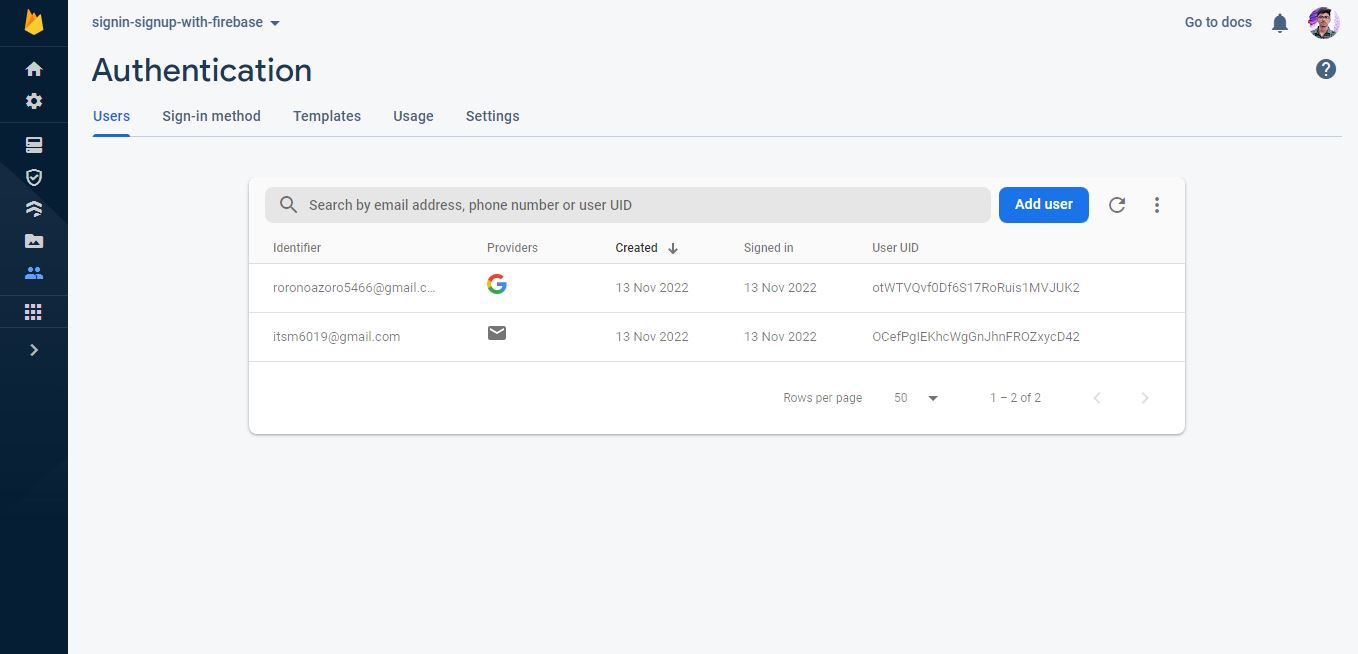 signin-signup-with-firebase
Go to docs
Authentication
Users Sign-in method Templates Usage Settings
Search by email address, phone number or user UID
Add user
Identifier Providers Created Signed in User UID
roronoazoro5466@gmail.c... 13 Nov 2022 13 Nov 2022 otWTVQvf0Df6S17RoRuis1MVJUK2
itsm6019@gmail.com 13 Nov 2022 13 Nov 2022 OCefPgIEKhcWgGnJhnFROZxycD42
Rows per page 50 1 – 2 of 2